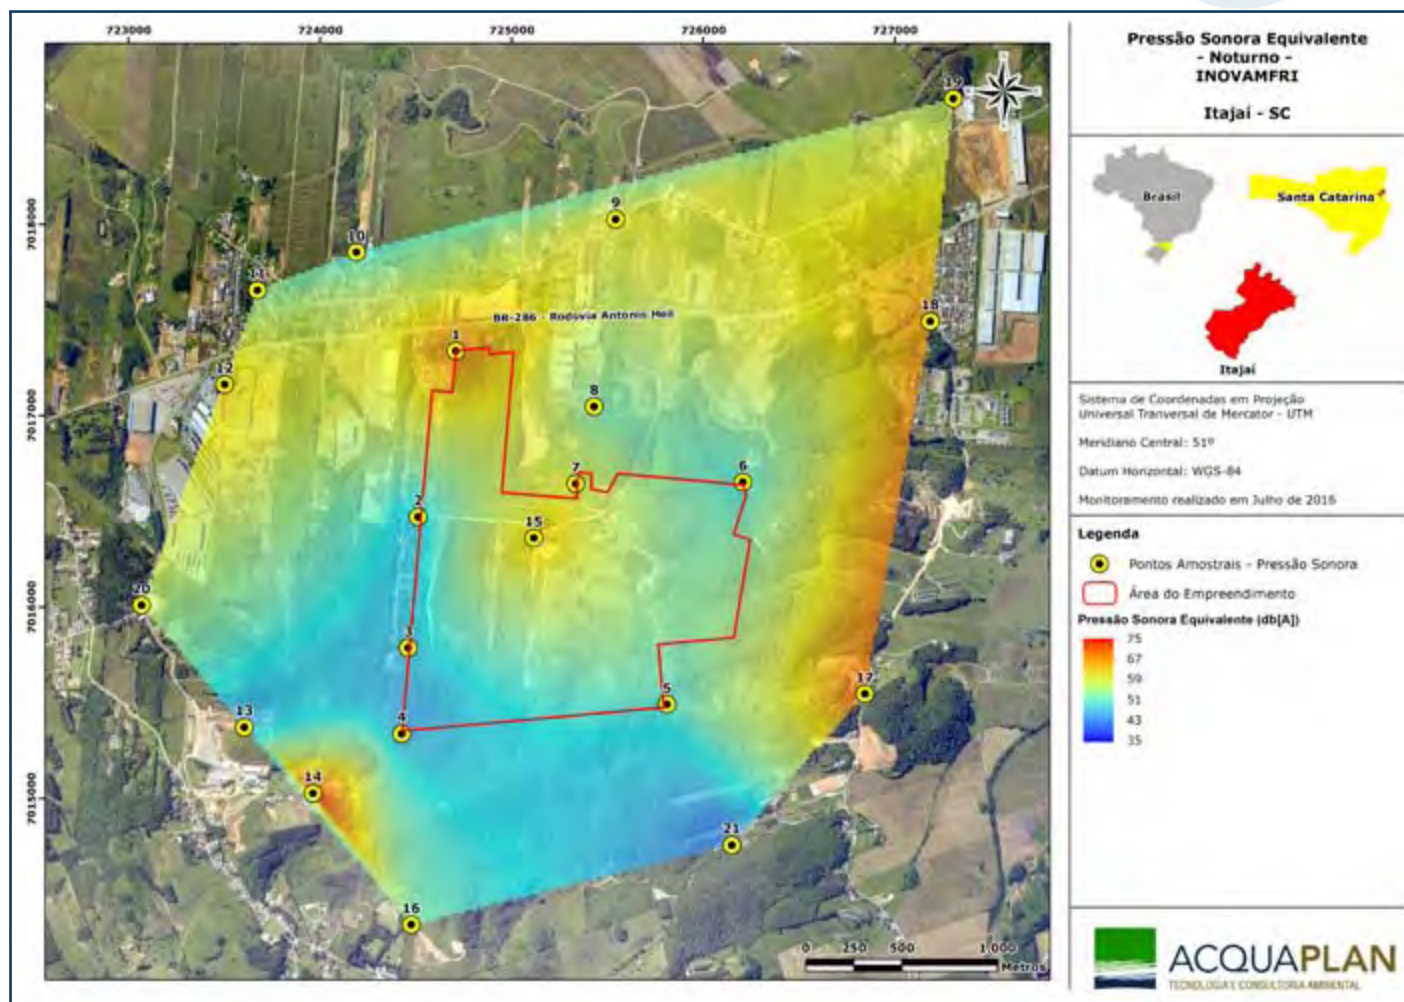 723000
724000
725000
726000
727000
7018000
7017000
7016000
7015000
19
9
10
11
18
BR-286 - Rodovia Antonio Heil
1
12
8
6
7
2
15
20
3
17
5
13
4
14
21
16
0 250 500 1 000
Metros
Pressão Sonora Equivalente
- Noturno -
INOVAMFRI
Itajaí - SC
Brasil
Santa Catarina
Itajaí
Sistema de Coordenadas em Projeção
Universal Tranversal de Mercator - UTM
Meridiano Central: 51º
Datum Horizontal: WGS-84
Monitoramento realizado em Julho de 2016
Legenda
Pontos Amostrais - Pressão Sonora
Área do Empreendimento
Pressão Sonora Equivalente (db[A])
75
67
59
51
43
35
ACQUAPLAN
TECNOLOGIA E CONSULTORIA AMBIENTAL